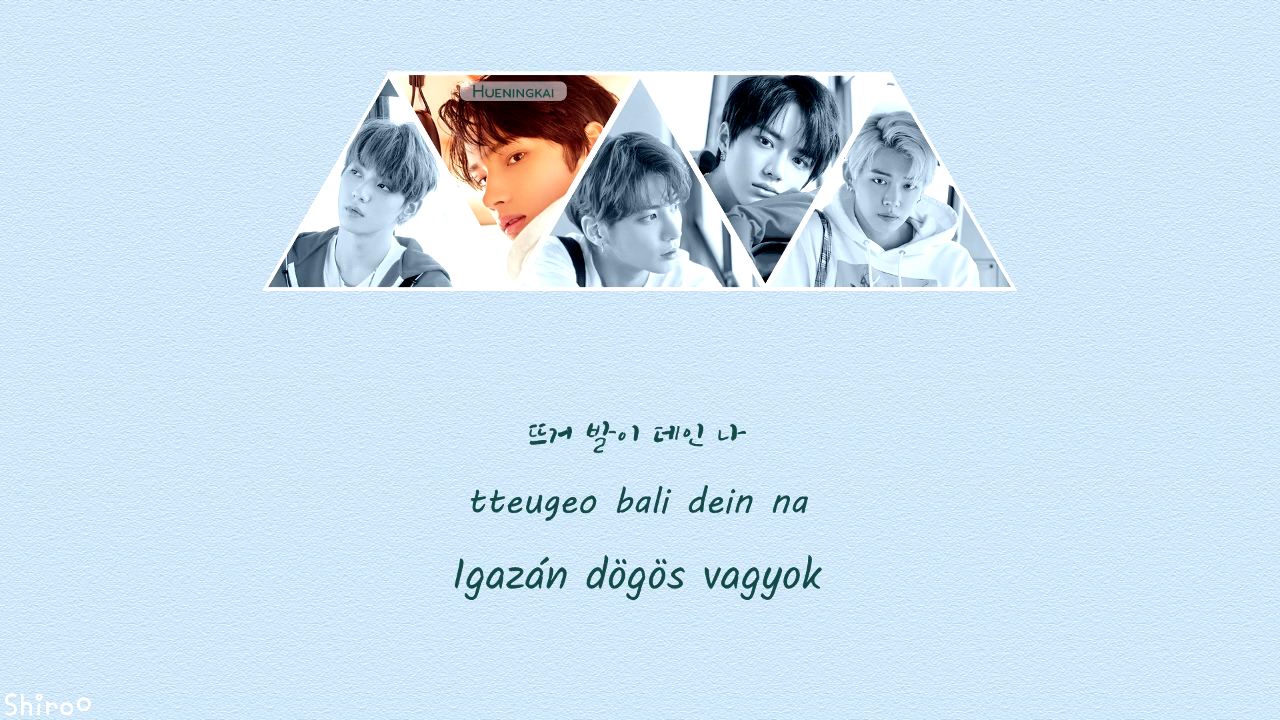 HUENINGKAI
뜨거 발이 데인 나
tteugeo bali dein na
Igazán dögös vagyok
Shiroo